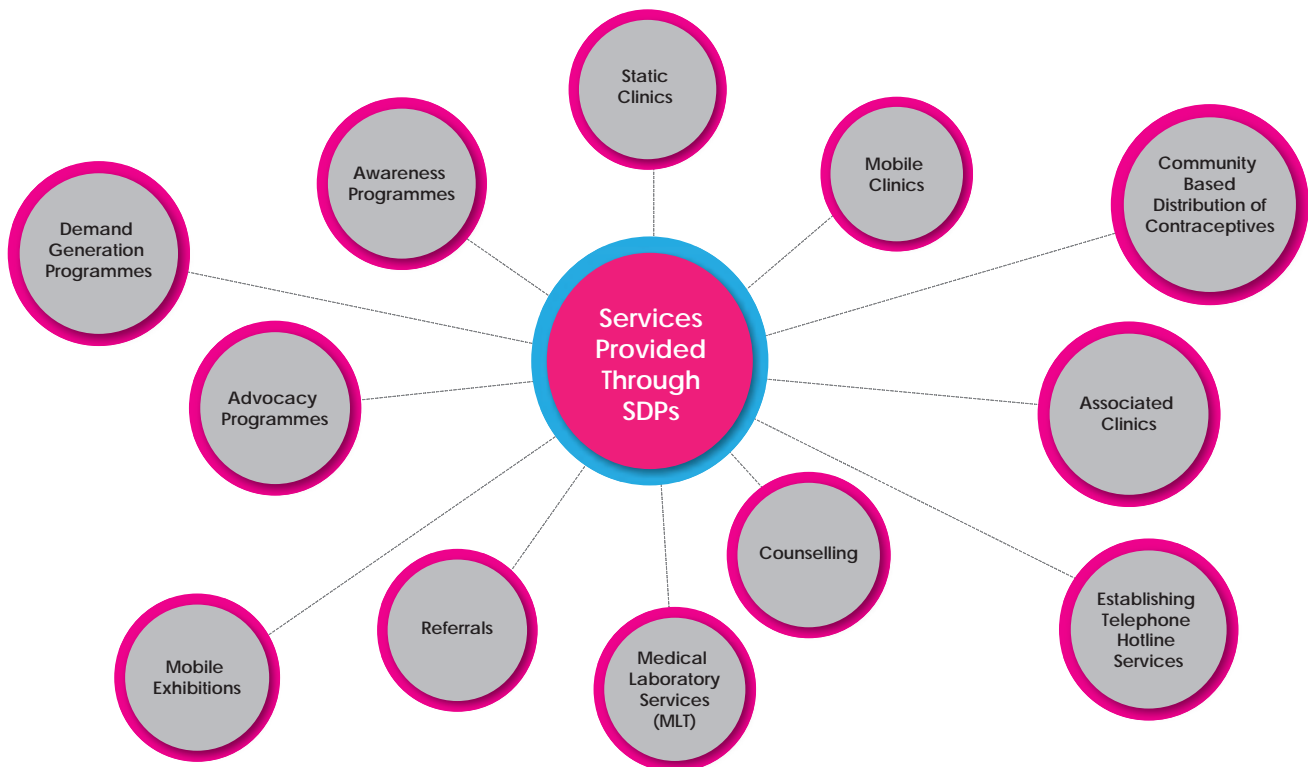 Static
Clinics
Mobile
Clinics
Community
Based
Distribution of
Contraceptives
Awareness
Programmes
Demand
Generation
Programmes
Services
Provided
Through
SDPs
Advocacy
Programmes
Associated
Clinics
Counselling
Establishing
Telephone
Hotline
Services
Referrals
Medical
Laboratory
Services
(MLT)
Mobile
Exhibitions